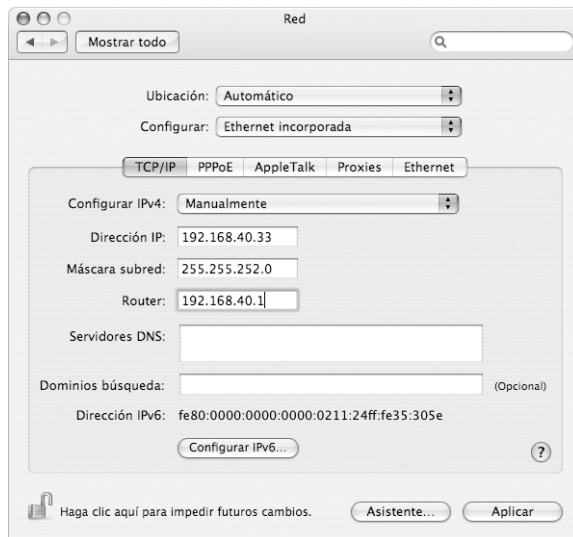 Red
Mostrar todo
Ubicación: Automático
Configurar: Ethernet incorporada
TCP/IP PPPoE AppleTalk Proxies Ethernet
Configurar IPv4: Manualmente
Dirección IP: 192.168.40.33
Máscara subred: 255.255.252.0
Router: 192.168.40.1
Servidores DNS:
Dominios búsqueda: (Opcional)
Dirección IPv6: fe80:0000:0000:0000:0211:24ff:fe35:305e
Configurar IPv6... ?
Haga clic aquí para impedir futuros cambios. Asistente... Aplicar